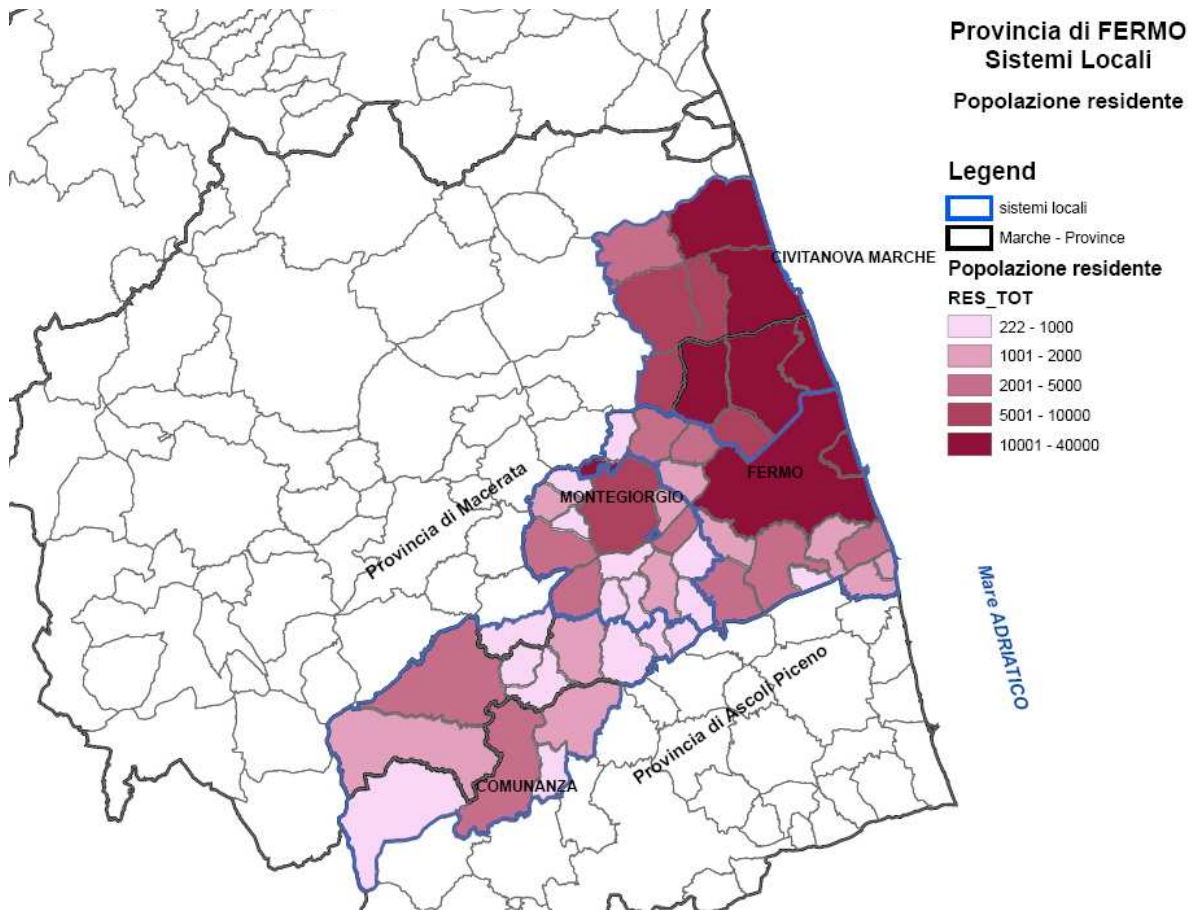 Provincia di FERMO
Sistemi Locali
Popolazione residente
Legend
sistemi locali
Marche - Province
Popolazione residente
RES_TOT
222 - 1000
1001 - 2000
2001 - 5000
5001 - 10000
10001 - 40000
CIVITANOVA MARCHE
FERMO
MONTEGIORGIO
Provincia di Macerata
Mare ADRIATICO
Provincia di Ascoli Piceno
COMUNANZA